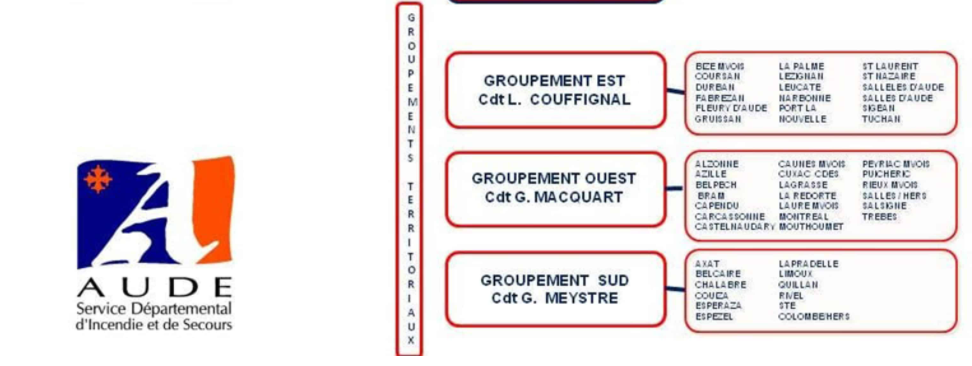 GROUPEMENTS TERRITORIAUX
GROUPEMENT EST
Cdt L. COUFFIGNAL
BIZE MVOIS
COURSAN
DURBAN
FABREZAN
FLEURY D'AUDE
GRUISSAN
LA PALME
LEZIGNAN
LEUCATE
NARBONNE
PORT LA
NOUVELLE
ST LAURENT
ST NAZAIRE
SALLELES D'AUDE
SALLES D'AUDE
SIGEAN
TUCHAN
GROUPEMENT OUEST
Cdt G. MACQUART
ALZONNE
AZILLE
BELPECH
BRAM
CAPENDU
CARCASSONNE
CASTELNAUDARY
CAUNES MVOIS
CUXAC CDES
LAGRASSE
LA REDORTE
LAURE MVOIS
MONTREAL
MOUTHOUMET
PEYRIAC MVOIS
PUICHERIC
RIEUX MVOIS
SALLES / HERS
SALSIGNE
TREBES
GROUPEMENT SUD
Cdt G. MEYSTRE
AXAT
BELCAIRE
CHALABRE
COUIZA
ESPERAZA
ESPEZEL
LAPRADELLE
LIMOUX
QUILLAN
RIVEL
STE
COLOMBE/HERS
AUDE
Service Départemental
d'Incendie et de Secours